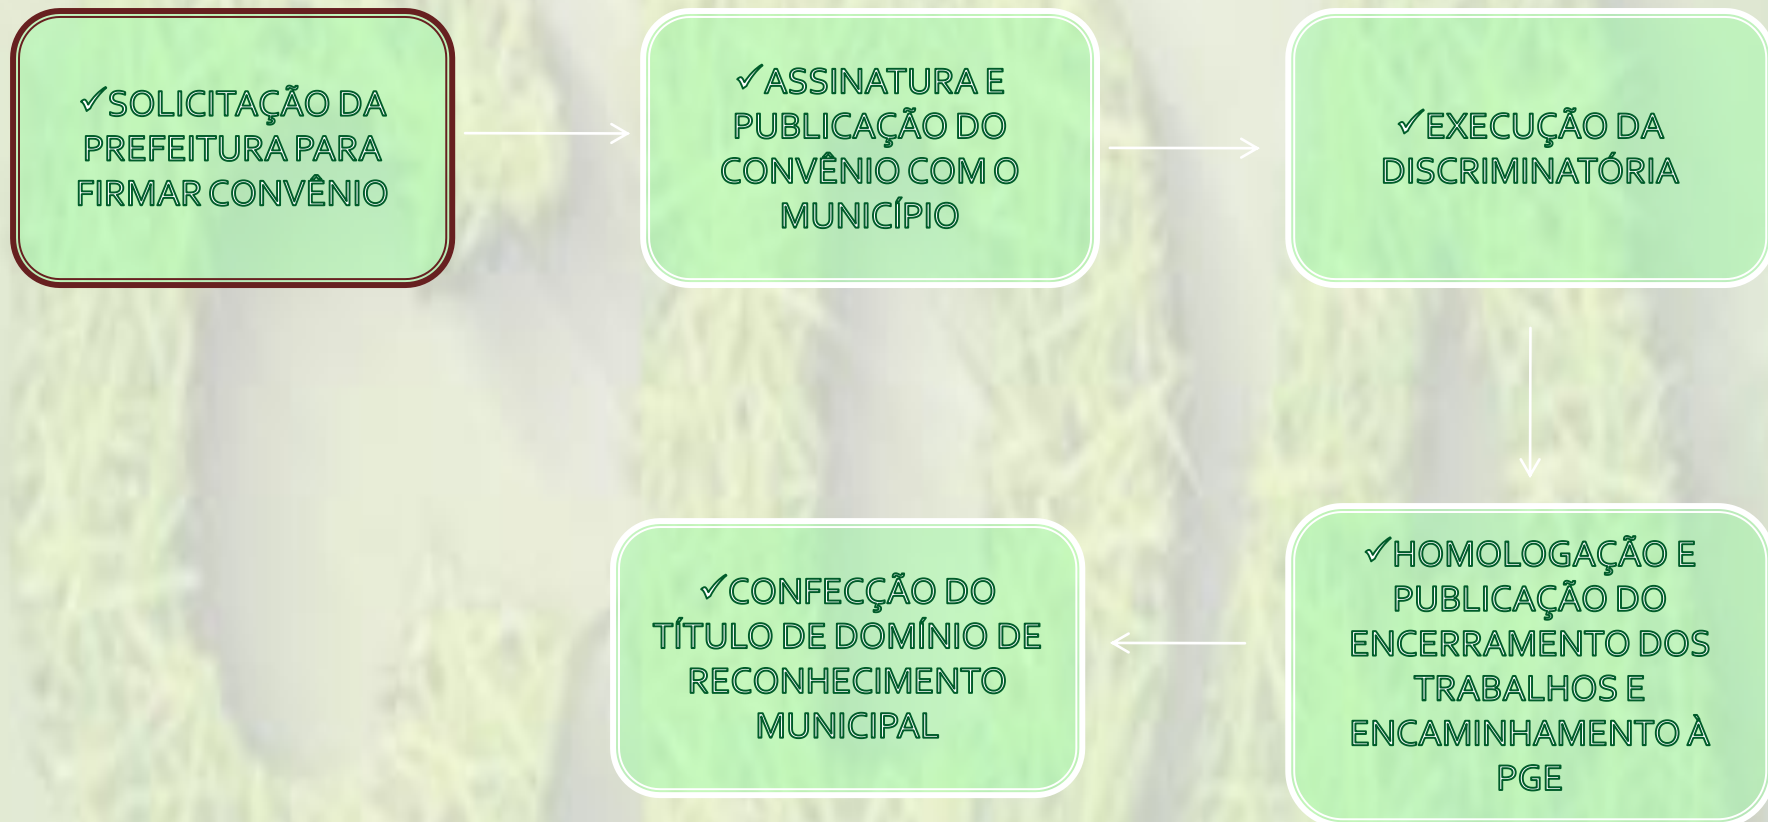 ✓SOLICITAÇÃO DA
PREFEITURA PARA
FIRMAR CONVÊNIO
✓ASSINATURA E
PUBLICAÇÃO DO
CONVÊNIO COM O
MUNICÍPIO
✓EXECUÇÃO DA
DISCRIMINATÓRIA
✓HOMOLOGAÇÃO E
PUBLICAÇÃO DO
ENCERRAMENTO DOS
TRABALHOS E
ENCAMINHAMENTO À
PGE
✓CONFECÇÃO DO
TÍTULO DE DOMÍNIO DE
RECONHECIMENTO
MUNICIPAL